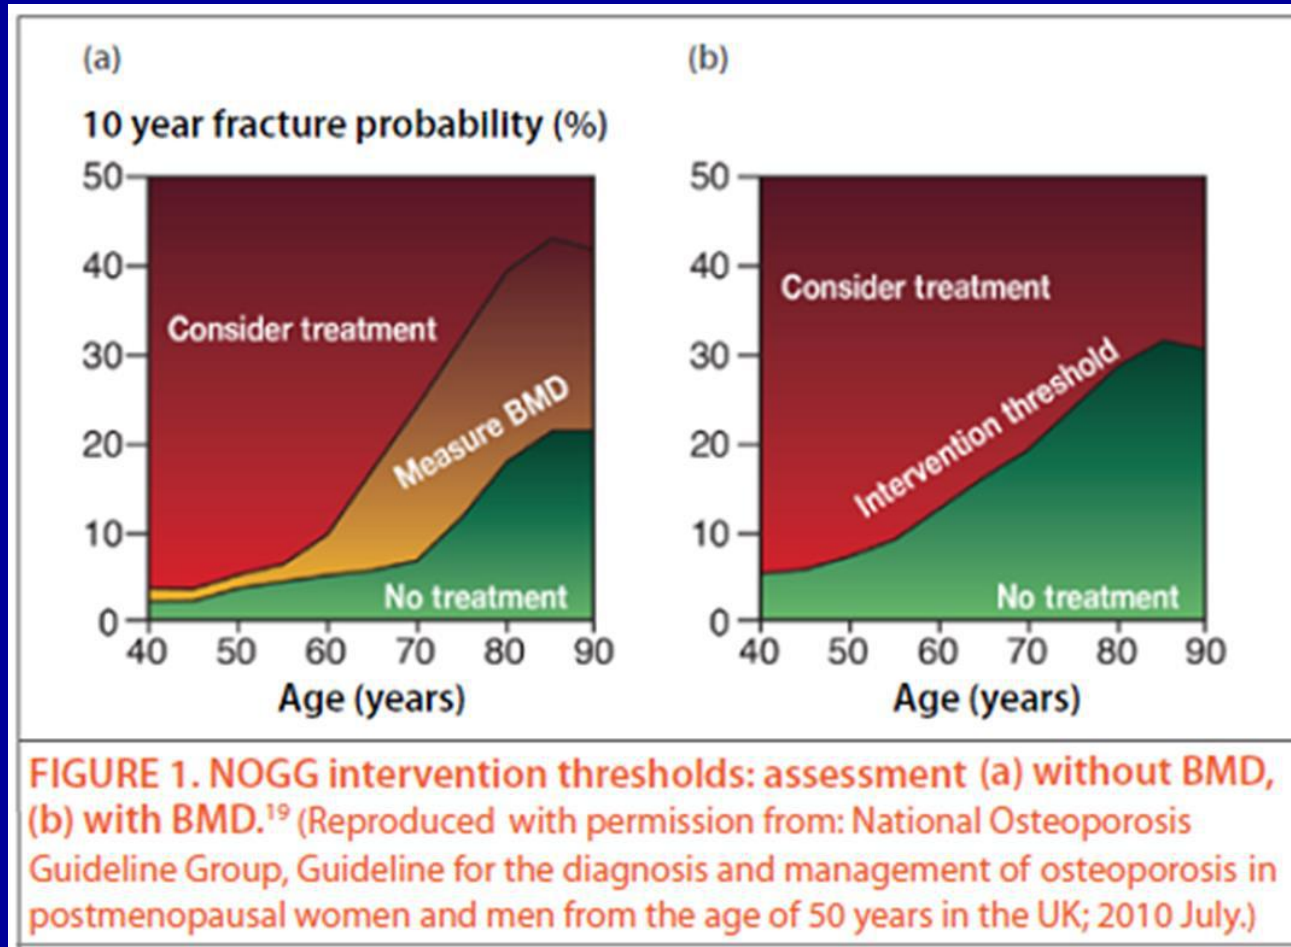 (a)
10 year fracture probability (%)
50
40
30
20
10
0
Consider treatment
Measure BMD
No treatment
40 50 60 70 80 90
Age (years)
(b)
50
40
30
20
10
0
Consider treatment
Intervention threshold
No treatment
40 50 60 70 80 90
Age (years)
FIGURE 1. NOGG intervention thresholds: assessment (a) without BMD,
(b) with BMD.¹⁹ (Reproduced with permission from: National Osteoporosis
Guideline Group, Guideline for the diagnosis and management of osteoporosis in
postmenopausal women and men from the age of 50 years in the UK; 2010 July.)